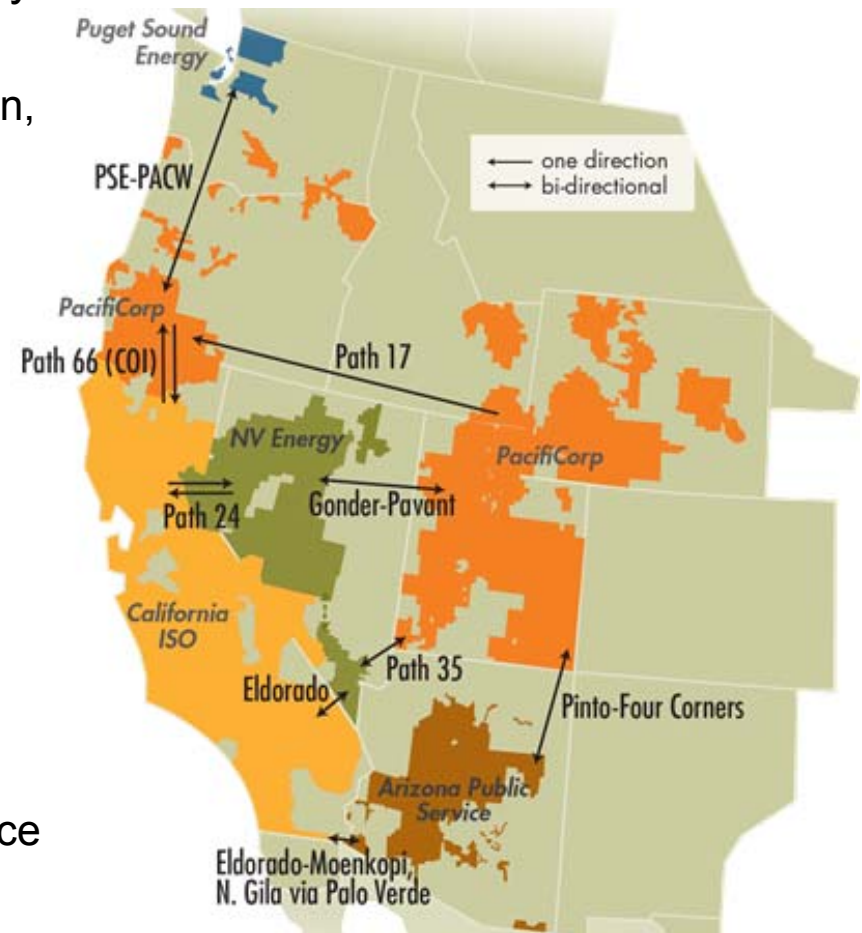 y
Puget Sound
Energy
n,
one direction
bi-directional
PSE-PACW
PacifiCorp
Path 66 (COI)
Path 17
NV Energy
PacifiCorp
Gonder-Pavant
Path 24
California
ISO
Path 35
Eldorado
Pinto-Four Corners
Arizona Public
Service
ce
Eldorado-Moenkopi,
N. Gila via Palo Verde